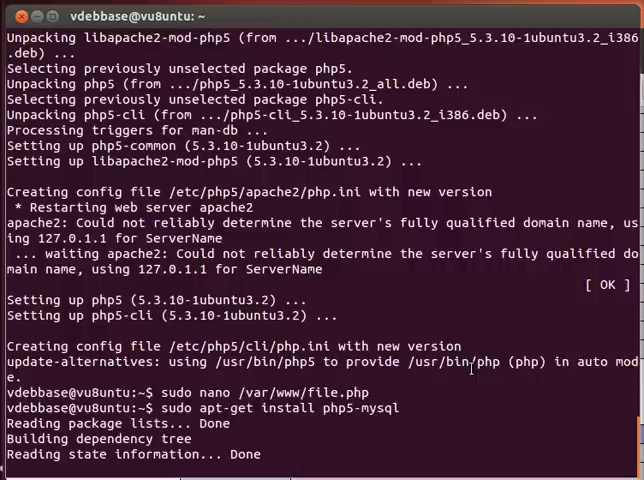 vdebbase@vu8untu: ~
Unpacking libapache2-mod-php5 (from .../libapache2-mod-php5_5.3.10-1ubuntu3.2_i386
.deb) ...
Selecting previously unselected package php5.
Unpacking php5 (from .../php5_5.3.10-1ubuntu3.2_all.deb) ...
Selecting previously unselected package php5-cli.
Unpacking php5-cli (from .../php5-cli_5.3.10-1ubuntu3.2_i386.deb) ...
Processing triggers for man-db ...
Setting up php5-common (5.3.10-1ubuntu3.2) ...
Setting up libapache2-mod-php5 (5.3.10-1ubuntu3.2) ...
Creating config file /etc/php5/apache2/php.ini with new version
* Restarting web server apache2
apache2: Could not reliably determine the server's fully qualified domain name, us
ing 127.0.1.1 for ServerName
... waiting apache2: Could not reliably determine the server's fully qualified do
main name, using 127.0.1.1 for ServerName
[ OK ]
Setting up php5 (5.3.10-1ubuntu3.2) ...
Setting up php5-cli (5.3.10-1ubuntu3.2) ...
Creating config file /etc/php5/cli/php.ini with new version
update-alternatives: using /usr/bin/php5 to provide /usr/bin/php (php) in auto mod
e.
vdebbase@vu8untu:~$ sudo nano /var/www/file.php
vdebbase@vu8untu:~$ sudo apt-get install php5-mysql
Reading package lists... Done
Building dependency tree
Reading state information... Done